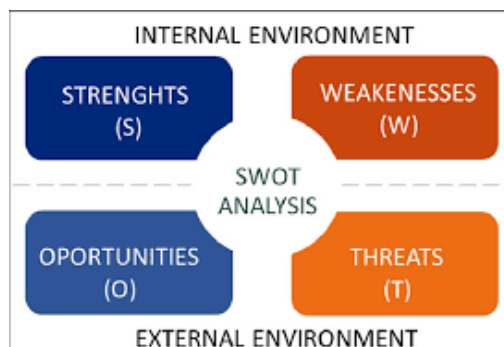 INTERNAL ENVIRONMENT
STRENGHTS
(S)
WEAKENESSES
(W)
SWOT
ANALYSIS
OPORTUNITIES
(O)
THREATS
(T)
EXTERNAL ENVIRONMENT